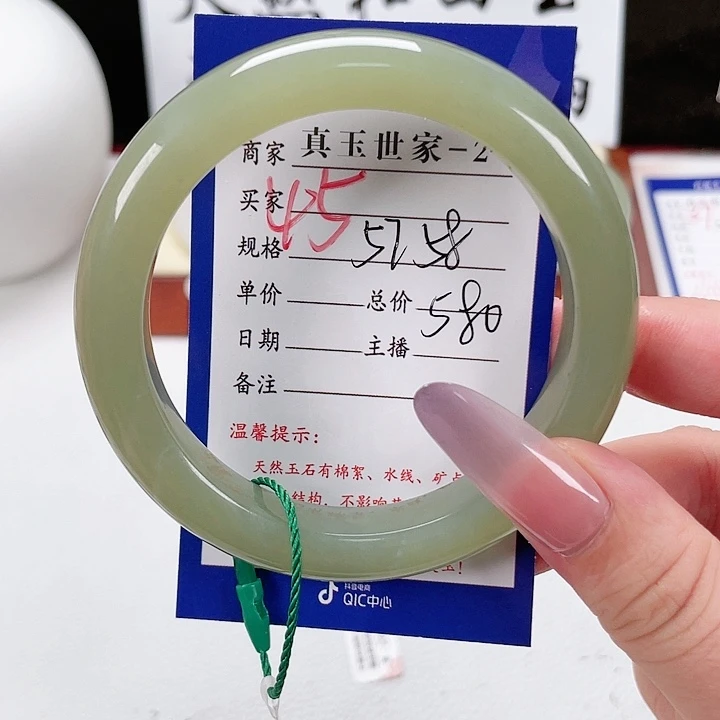 商家 真玉世家-2
买家 45
规格 57.58
单价 总价 580
日期 主播
备注
温馨提示：
天然玉石有棉絮、水线、矿点
结构，不影响
抖音电商
QIC中心